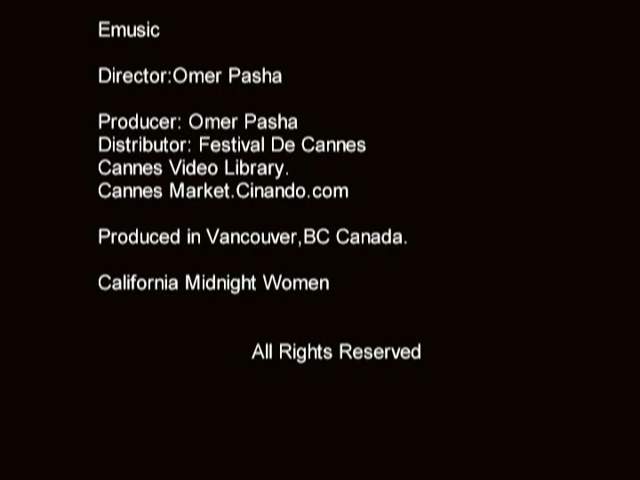 Emusic
Director:Omer Pasha
Producer: Omer Pasha
Distributor: Festival De Cannes
Cannes Video Library.
Cannes Market.Cinando.com
Produced in Vancouver,BC Canada.
California Midnight Women
All Rights Reserved